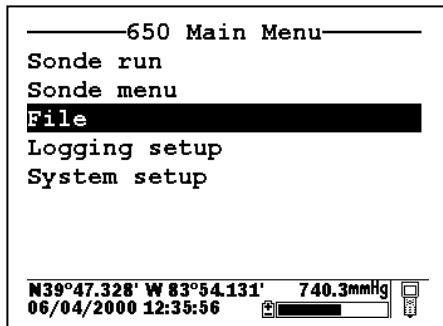 650 Main Menu
Sonde run
Sonde menu
File
Logging setup
System setup
N39°47.328' W 83°54.131' 740.3mmHg
06/04/2000 12:35:56